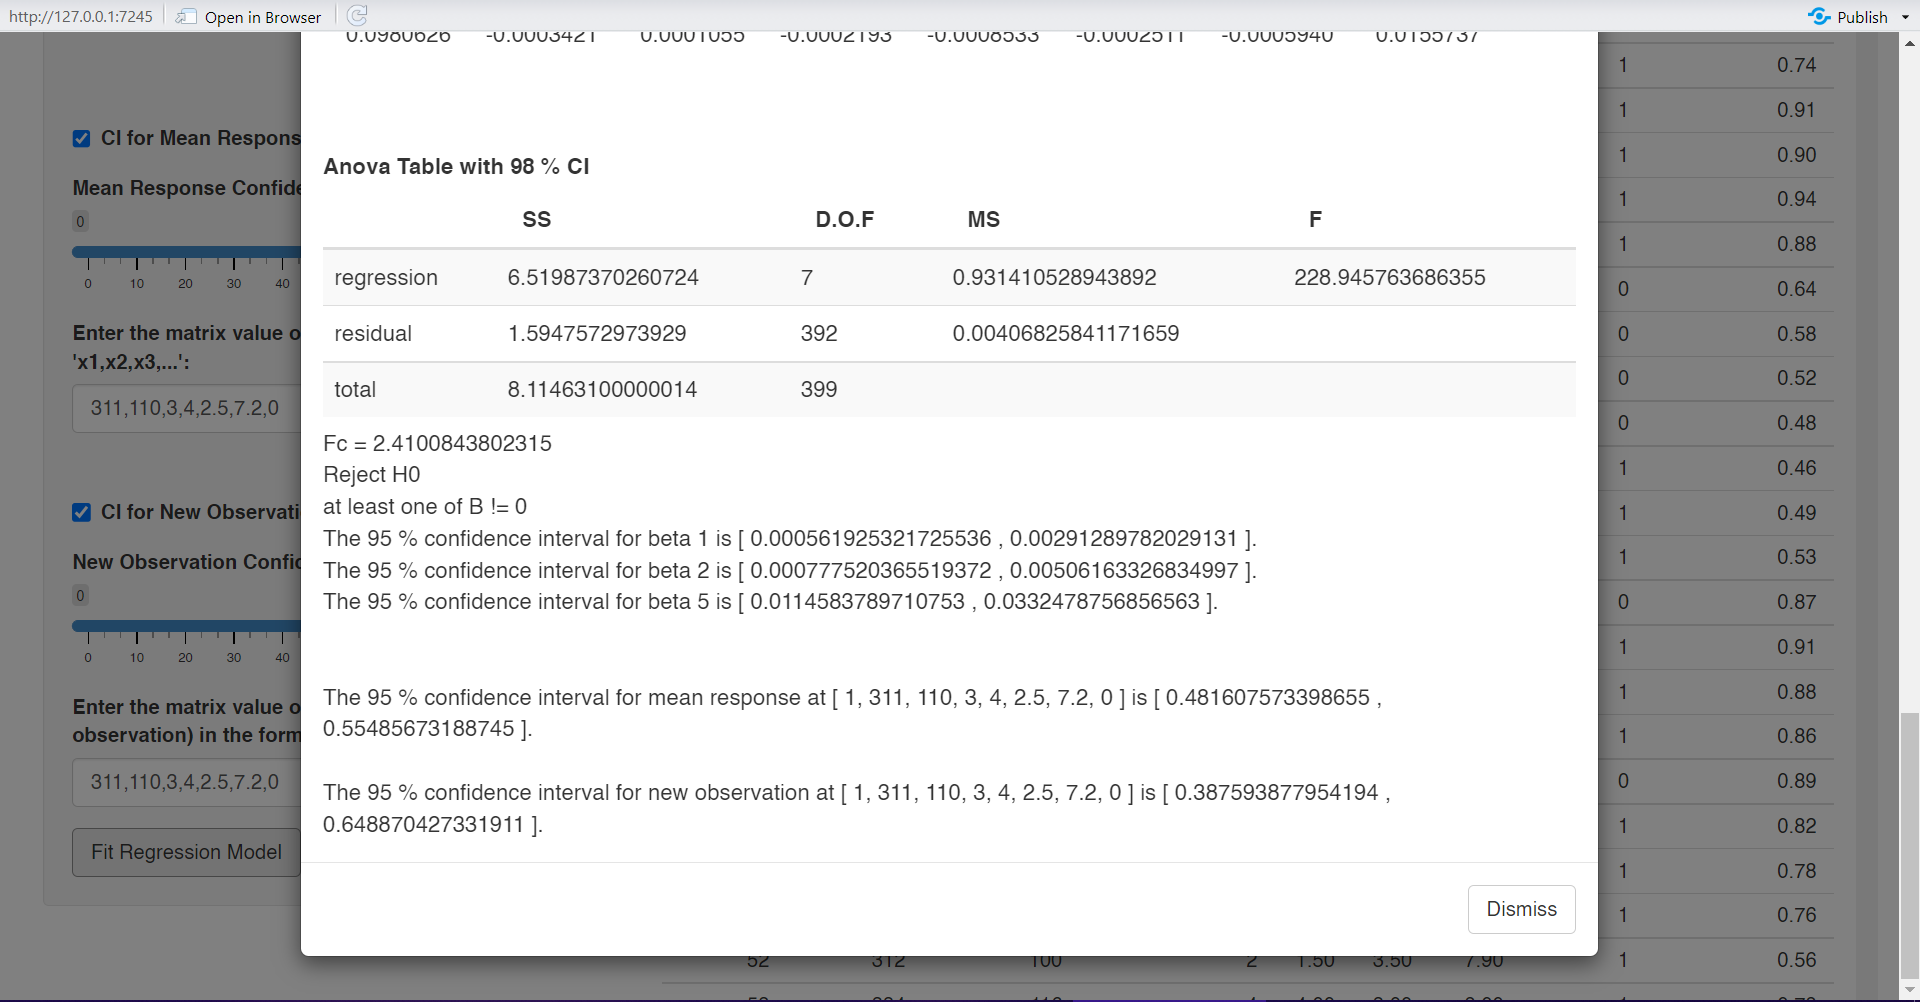 http://127.0.0.1:7245 Open in Browser Publish
0.0980626 -0.0003421 0.0001055 -0.0002193 -0.0008533 -0.0002511 -0.0005940 0.0155737
1 0.74
1 0.91
CI for Mean Respons
1 0.90
Anova Table with 98 % CI
Mean Response Confide
1 0.94
0
SS D.O.F MS F
1 0.88
0 10 20 30 40
regression 6.51987370260724 7 0.931410528943892 228.945763686355
0 0.64
Enter the matrix value o
residual 1.5947572973929 392 0.00406825841171659
0 0.58
'x1,x2,x3,...':
0 0.52
total 8.11463100000014 399
311,110,3,4,2.5,7.2,0
0 0.48
Fc = 2.4100843802315
1 0.46
Reject H0
at least one of B != 0
CI for New Observati
1 0.49
The 95 % confidence interval for beta 1 is [ 0.000561925321725536 , 0.00291289782029131 ].
New Observation Confic
1 0.53
The 95 % confidence interval for beta 2 is [ 0.000777520365519372 , 0.00506163326834997 ].
0
The 95 % confidence interval for beta 5 is [ 0.0114583789710753 , 0.0332478756856563 ].
0 0.87
1 0.91
0 10 20 30 40
1 0.88
The 95 % confidence interval for mean response at [ 1, 311, 110, 3, 4, 2.5, 7.2, 0 ] is [ 0.481607573398655 ,
Enter the matrix value o
0.55485673188745 ].
observation) in the form
1 0.86
311,110,3,4,2.5,7.2,0
0 0.89
The 95 % confidence interval for new observation at [ 1, 311, 110, 3, 4, 2.5, 7.2, 0 ] is [ 0.387593877954194 ,
0.648870427331911 ].
1 0.82
Fit Regression Model
1 0.78
Dismiss
1 0.76
52 312 100 2 1.50 3.50 7.90 1 0.56